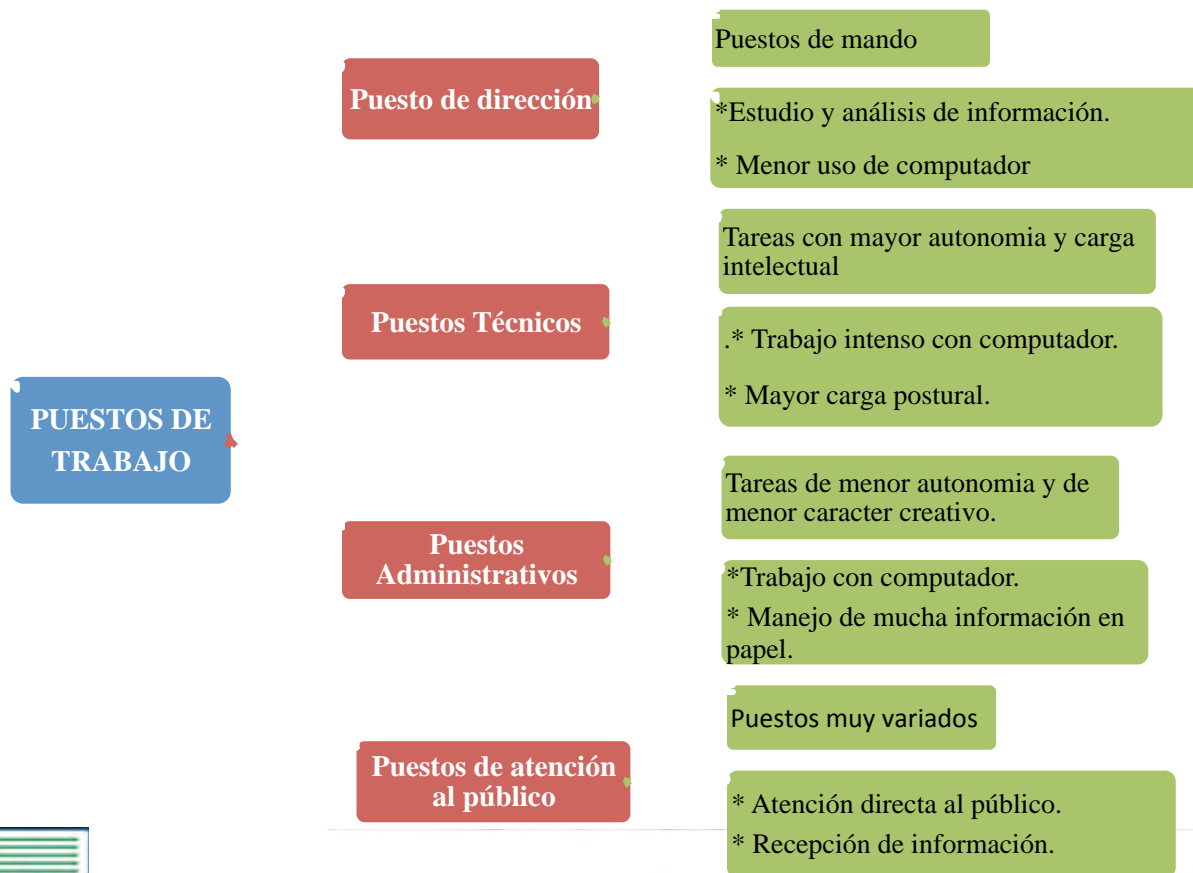 PUESTOS DE
TRABAJO
Puesto de dirección
Puestos de mando
*Estudio y análisis de información.
* Menor uso de computador
Puestos Técnicos
Tareas con mayor autonomia y carga
intelectual
.* Trabajo intenso con computador.
* Mayor carga postural.
Puestos
Administrativos
Tareas de menor autonomia y de
menor caracter creativo.
*Trabajo con computador.
* Manejo de mucha información en
papel.
Puestos de atención
al público
Puestos muy variados
* Atención directa al público.
* Recepción de información.